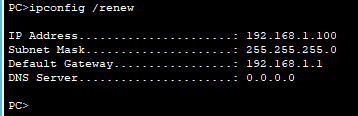 PC>ipconfig /renew
IP Address......................: 192.168.1.100
Subnet Mask.....................: 255.255.255.0
Default Gateway.................: 192.168.1.1
DNS Server......................: 0.0.0.0
PC>